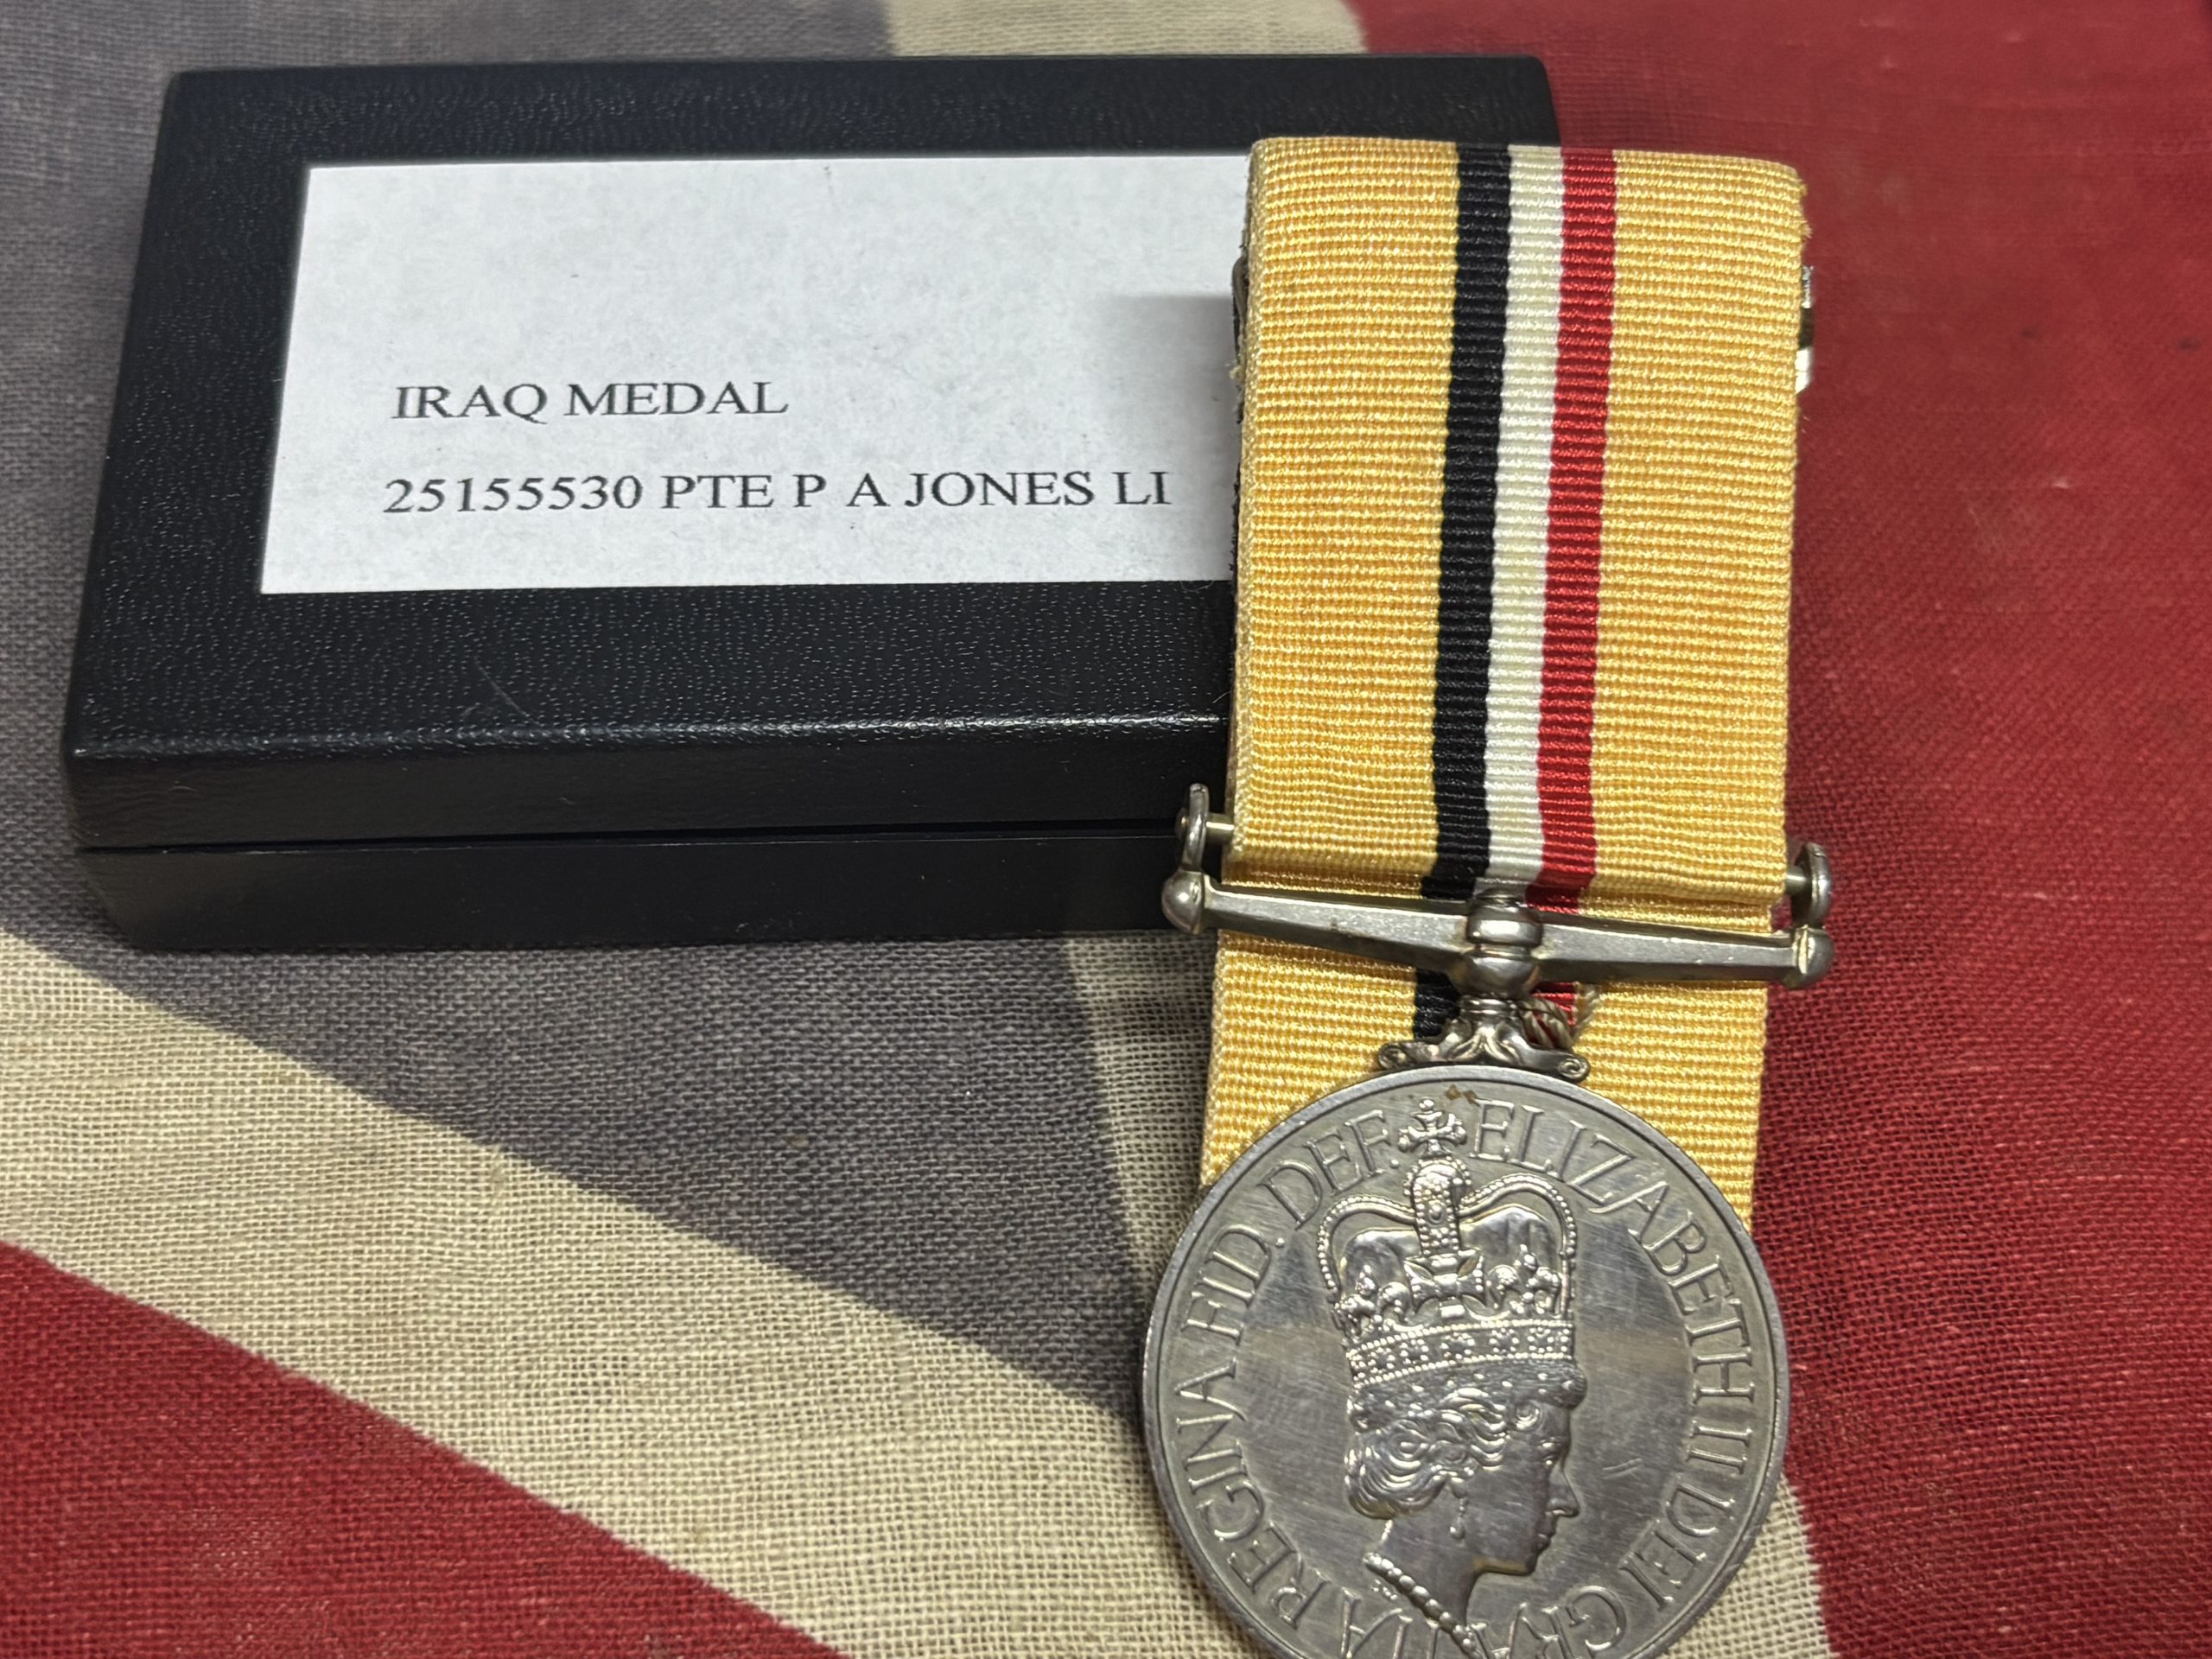 IRAQ MEDAL
25155530 PTE P A JONES LI
ELIZABETH II DEI GRATIA REGINA FID. DEF.